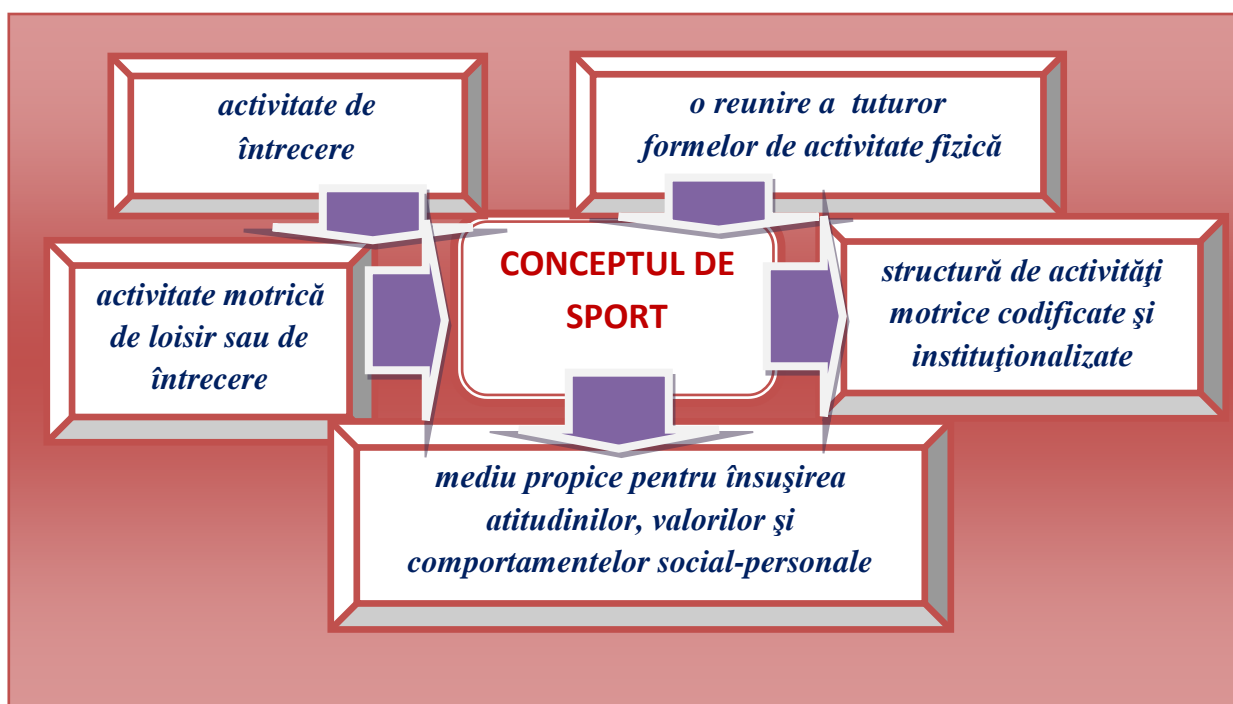 activitate de
întrecere
o reunire a tuturor
formelor de activitate fizică
CONCEPTUL DE
SPORT
activitate motrică
de loisir sau de
întrecere
structură de activităţi
motrice codificate şi
instituţionalizate
mediu propice pentru însuşirea
atitudinilor, valorilor şi
comportamentelor social-personale